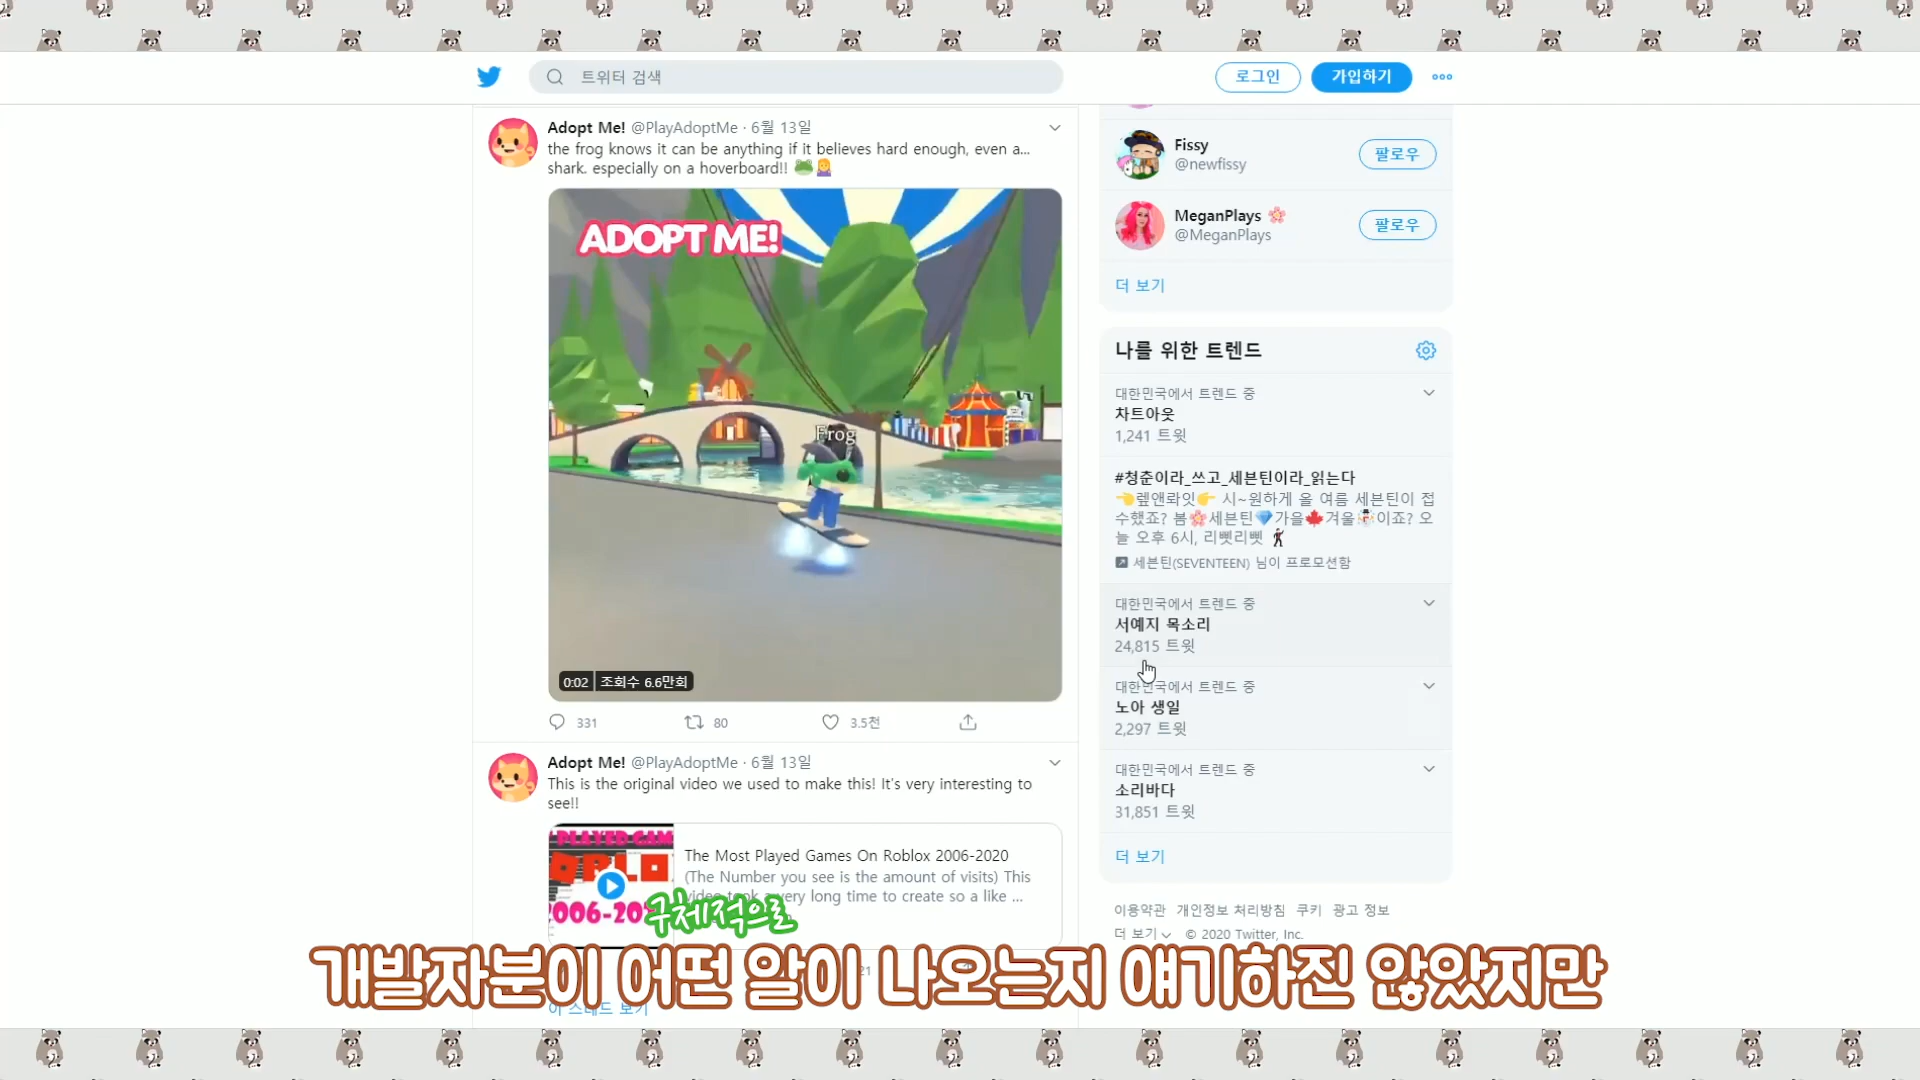 트위터 검색
로그인
가입하기
Adopt Me! @PlayAdoptMe · 6월 13일
the frog knows it can be anything if it believes hard enough, even a...
shark. especially on a hoverboard!!
ADOPT ME!
Frog
0:02 조회수 6.6만회
331
80
3.5천
Adopt Me! @PlayAdoptMe · 6월 13일
This is the original video we used to make this! It's very interesting to
see!!
PLAYED GAM
The Most Played Games On Roblox 2006-2020
(The Number you see is the amount of visits) This
very long time to create so a like ...
구체적으로
개발자분이 어떤 알이 나오는지 얘기하진 않았지만
이 스레드 보기
Fissy
@newfissy
팔로우
MeganPlays
@MeganPlays
팔로우
더 보기
나를 위한 트렌드
대한민국에서 트렌드 중
차트아웃
1,241 트윗
#청춘이라_쓰고_세븐틴이라_읽는다
렢앤롸잇 시~원하게 올 여름 세븐틴이 접
수했죠? 봄 세븐틴 가을 겨울 이죠? 오
늘 오후 6시, 리삣리삣
세븐틴(SEVENTEEN) 님이 프로모션함
대한민국에서 트렌드 중
서예지 목소리
24,815 트윗
대한민국에서 트렌드 중
노아 생일
2,297 트윗
대한민국에서 트렌드 중
소리바다
31,851 트윗
더 보기
이용약관 개인정보 처리방침 쿠키 광고 정보
더 보기 © 2020 Twitter, Inc.